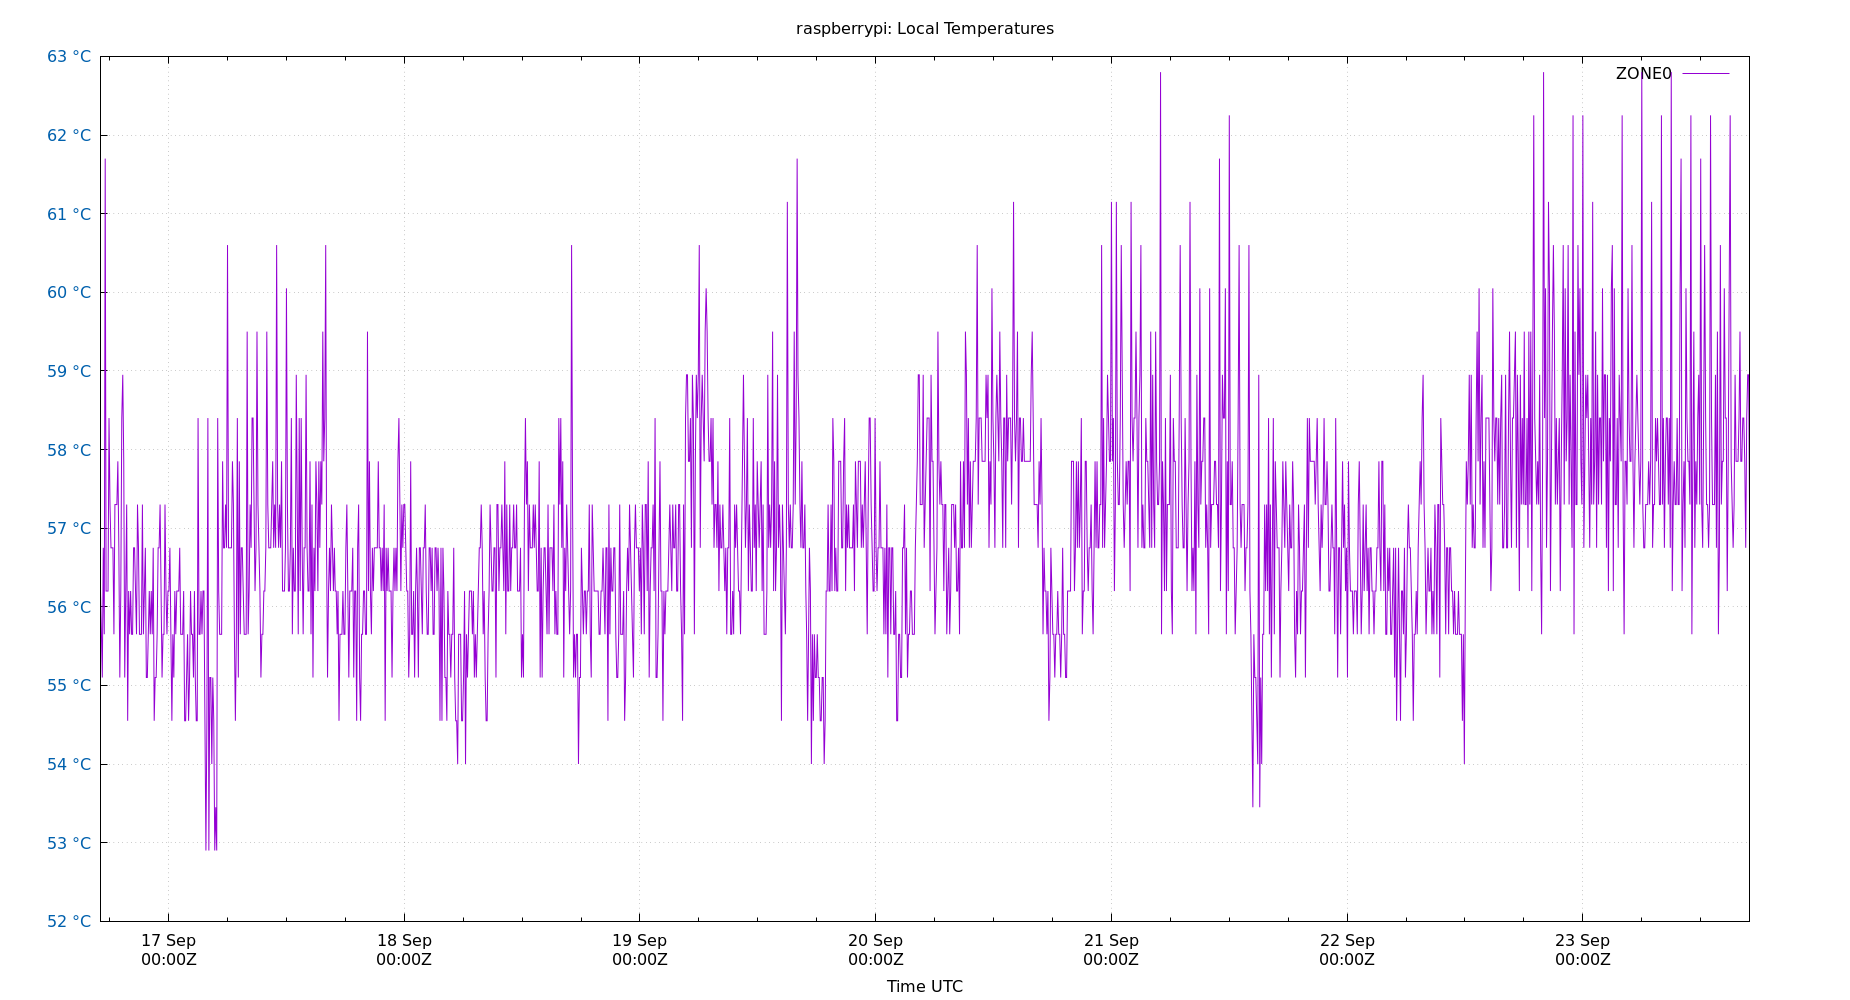 raspberrypi: Local Temperatures
63 °C
ZONE0
62 °C
61 °C
60 °C
59 °C
58 °C
57 °C
56 °C
55 °C
54 °C
53 °C
52 °C
17 Sep 18 Sep 19 Sep 20 Sep 21 Sep 22 Sep 23 Sep
00:00Z 00:00Z 00:00Z 00:00Z 00:00Z 00:00Z 00:00Z
Time UTC